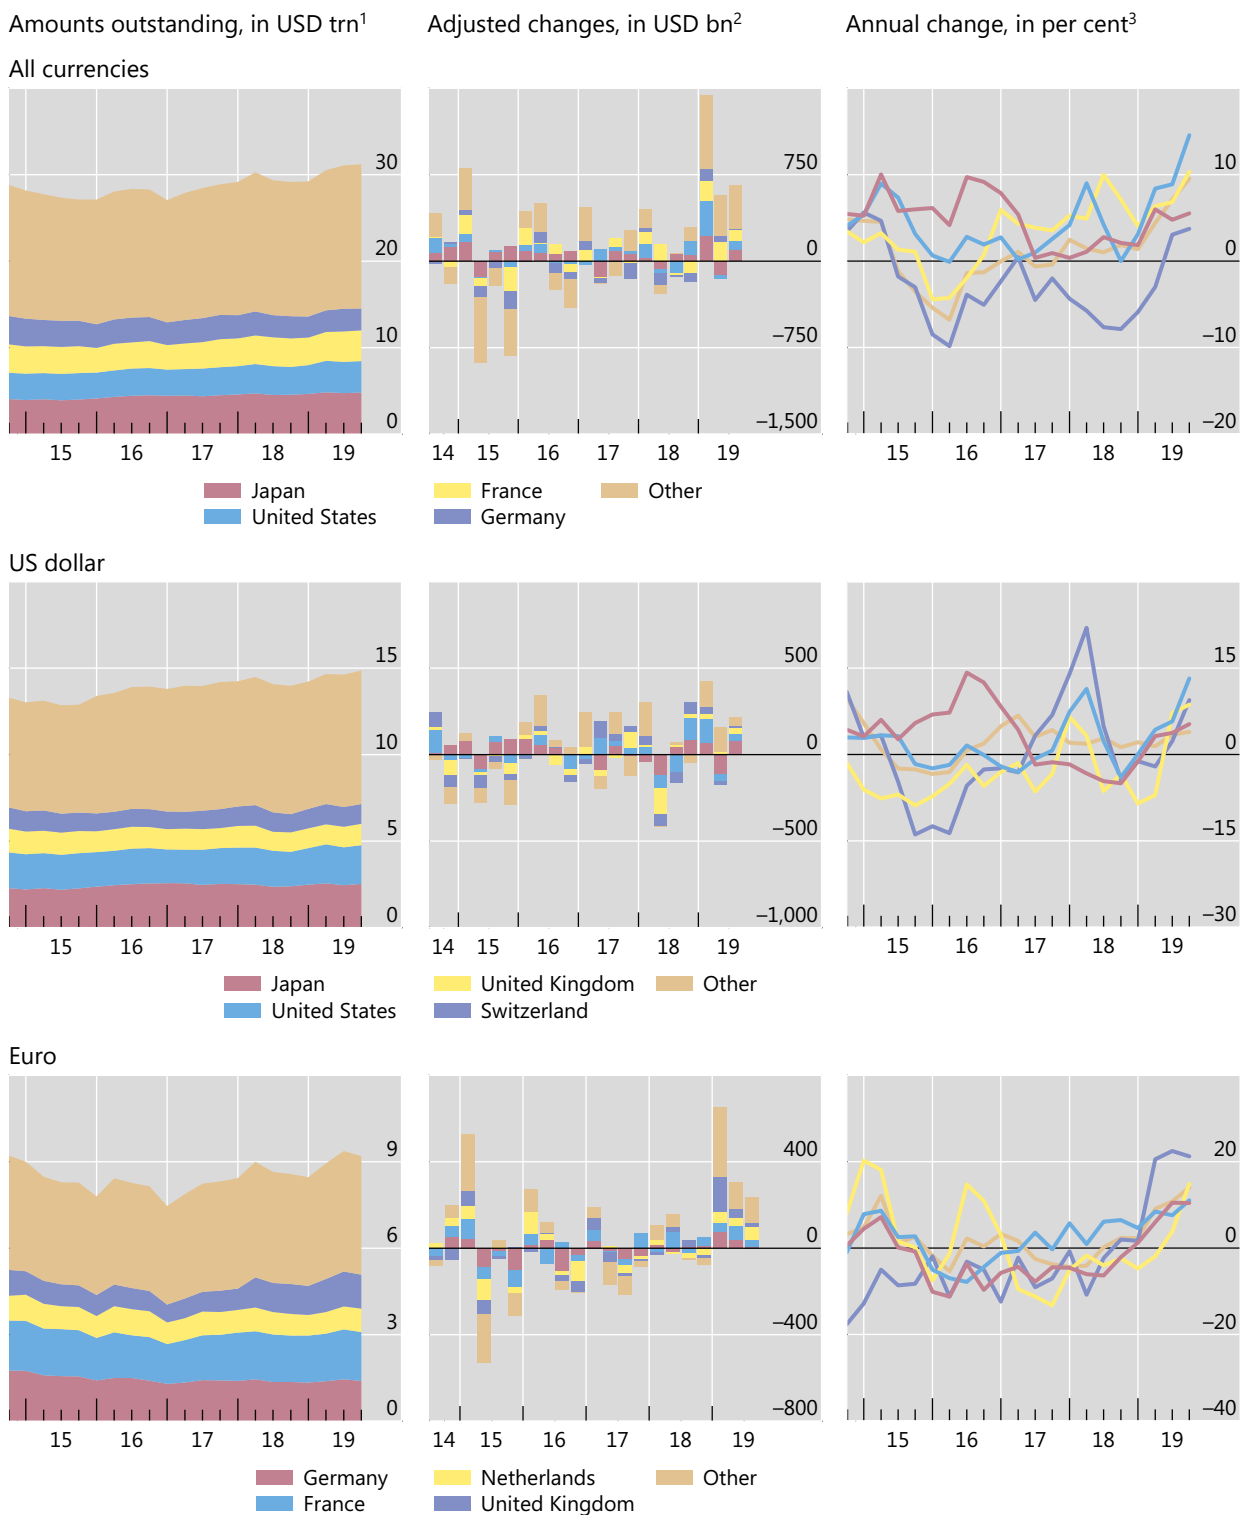 Amounts outstanding, in USD trn1 Adjusted changes, in USD bn2 Annual change, in per cent3
All currencies
30 750 10
20 0 0
10 –750 –10
0 –1,500 –20
15 16 17 18 19 14 15 16 17 18 19 15 16 17 18 19
Japan France Other
United States Germany
US dollar
15 500 15
10 0 0
5 –500 –15
0 –1,000 –30
15 16 17 18 19 14 15 16 17 18 19 15 16 17 18 19
Japan United Kingdom Other
United States Switzerland
Euro
9 400 20
6 0 0
3 –400 –20
0 –800 –40
15 16 17 18 19 14 15 16 17 18 19 15 16 17 18 19
Germany Netherlands Other
France United Kingdom